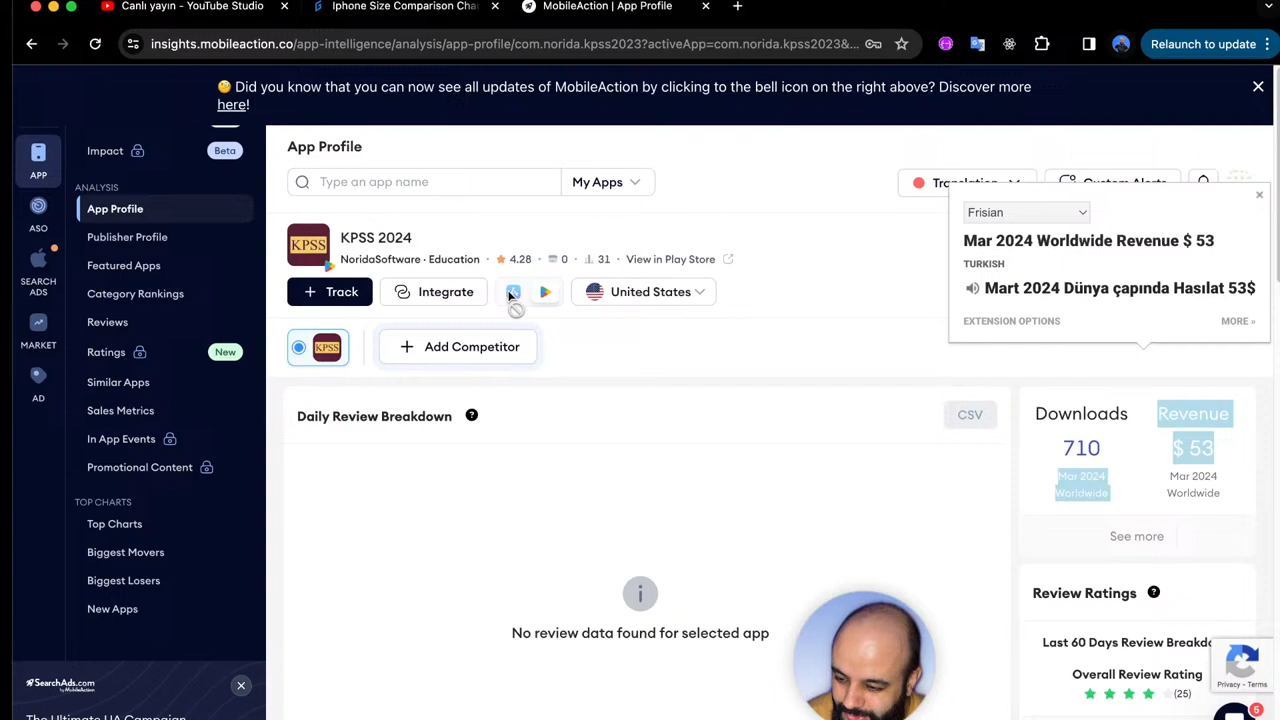 Canlı yayın - YouTube Studio
Iphone Size Comparison Cha
MobileAction | App Profile
insights.mobileaction.co/app-intelligence/analysis/app-profile/com.norida.kpss2023?activeApp=com.norida.kpss2023&...
Relaunch to update
🤔 Did you know that you can now see all updates of MobileAction by clicking to the bell icon on the right above? Discover more
here!
APP
ASO
SEARCH
ADS
MARKET
AD
Impact
Beta
ANALYSIS
App Profile
Publisher Profile
Featured Apps
Category Rankings
Reviews
Ratings
New
Similar Apps
Sales Metrics
In App Events
Promotional Content
TOP CHARTS
Top Charts
Biggest Movers
Biggest Losers
New Apps
SearchAds.com
by MobileAction
The Ultimate UA Campaign
App Profile
Type an app name
My Apps
Translation
Custom Alerts
KPSS
KPSS 2024
NoridaSoftware · Education
4.28
0
31
View in Play Store
+ Track
Integrate
United States
KPSS
+ Add Competitor
Frisian
Mar 2024 Worldwide Revenue $ 53
TURKISH
Mart 2024 Dünya çapında Hasılat 53$
EXTENSION OPTIONS
MORE »
Daily Review Breakdown
CSV
No review data found for selected app
Downloads
Revenue
710
$ 53
Mar 2024
Worldwide
Mar 2024
Worldwide
See more
Review Ratings
Last 60 Days Review Breakdo
Overall Review Rating
(25)
Privacy - Terms
5